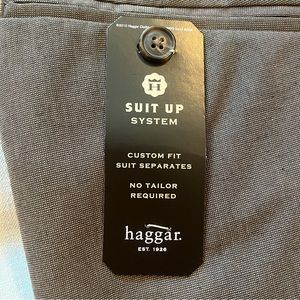 H
SUIT UP
SYSTEM
CUSTOM FIT
SUIT SEPARATES
NO TAILOR
REQUIRED
haggar.
EST. 1926